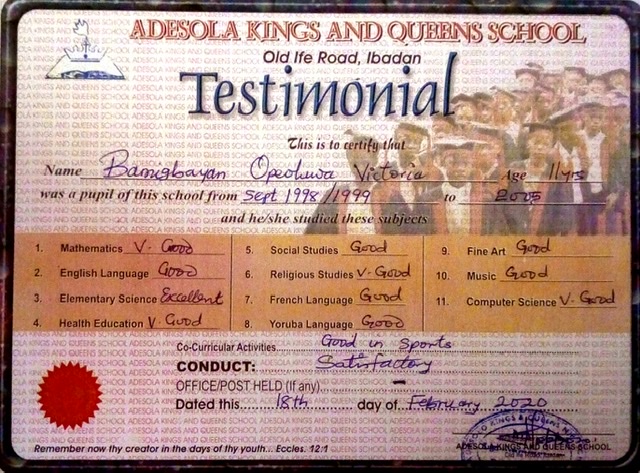 ADESOLA KINGS AND QUEENS SCHOOL
Old Ife Road, Ibadan
Testimonial
This is to certify that
Name Bamigbayan Opeoluwa Victoria Age 11yrs
was a pupil of this school from Sept 1998/1999 to 2005
and he/she studied these subjects
1. Mathematics V. Good
2. English Language Good
3. Elementary Science Excellent
4. Health Education V. Good
5. Social Studies Good
6. Religious Studies V-Good
7. French Language Good
8. Yoruba Language Good
9. Fine Art Good
10. Music Good
11. Computer Science V. Good
Co-Curricular Activities.... Good in Sports
CONDUCT: Satisfactory
OFFICE/POST HELD (If any). -
Dated this.... 18th day of... February 2020
ADESOLA KINGS AND QUEENS SCHOOL
Remember now thy creator in the days of thy youth.. Eccles. 12:1